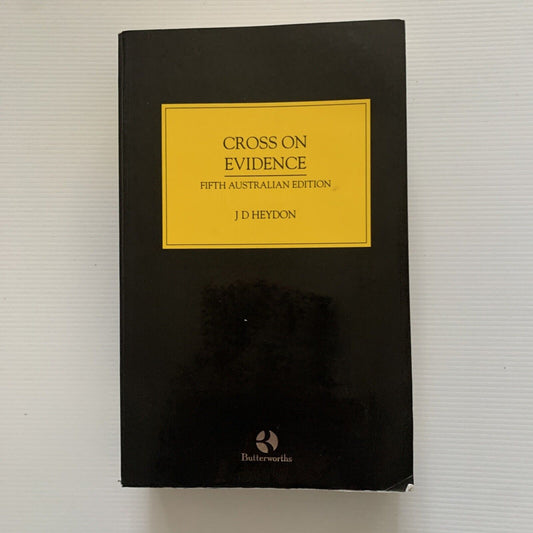 CROSS ON
EVIDENCE
FIFTH AUSTRALIAN EDITION
J D HEYDON
Butterworths